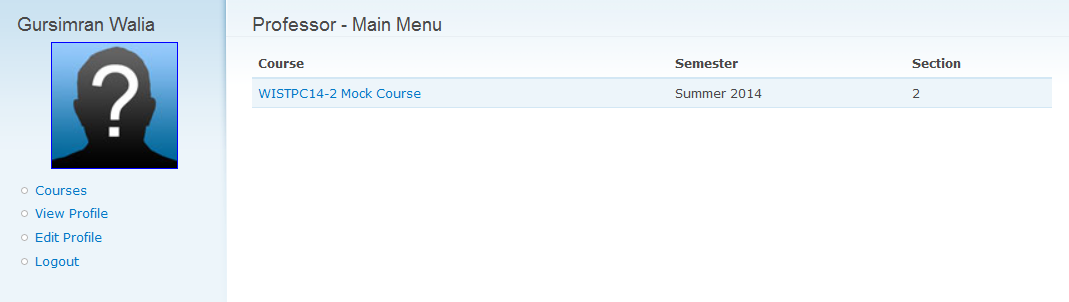 Gursimran Walia
?
Courses
View Profile
Edit Profile
Logout
Professor - Main Menu
Course Semester Section
WISTPC14-2 Mock Course Summer 2014 2